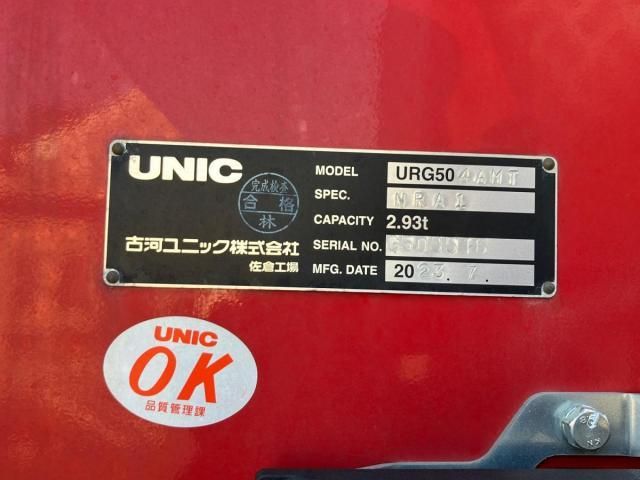 UNIC
完成検査
合格
林
古河ユニック株式会社
佐倉工場
MODEL URG504AMT
SPEC. NRA1
CAPACITY 2.93t
SERIAL NO.
MFG. DATE 2023. 7.
UNIC
OK
品質管理課